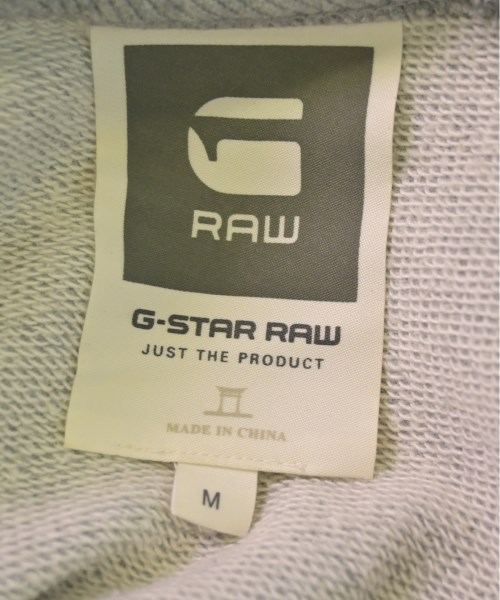 RAW
G-STAR RAW
JUST THE PRODUCT
MADE IN CHINA
M